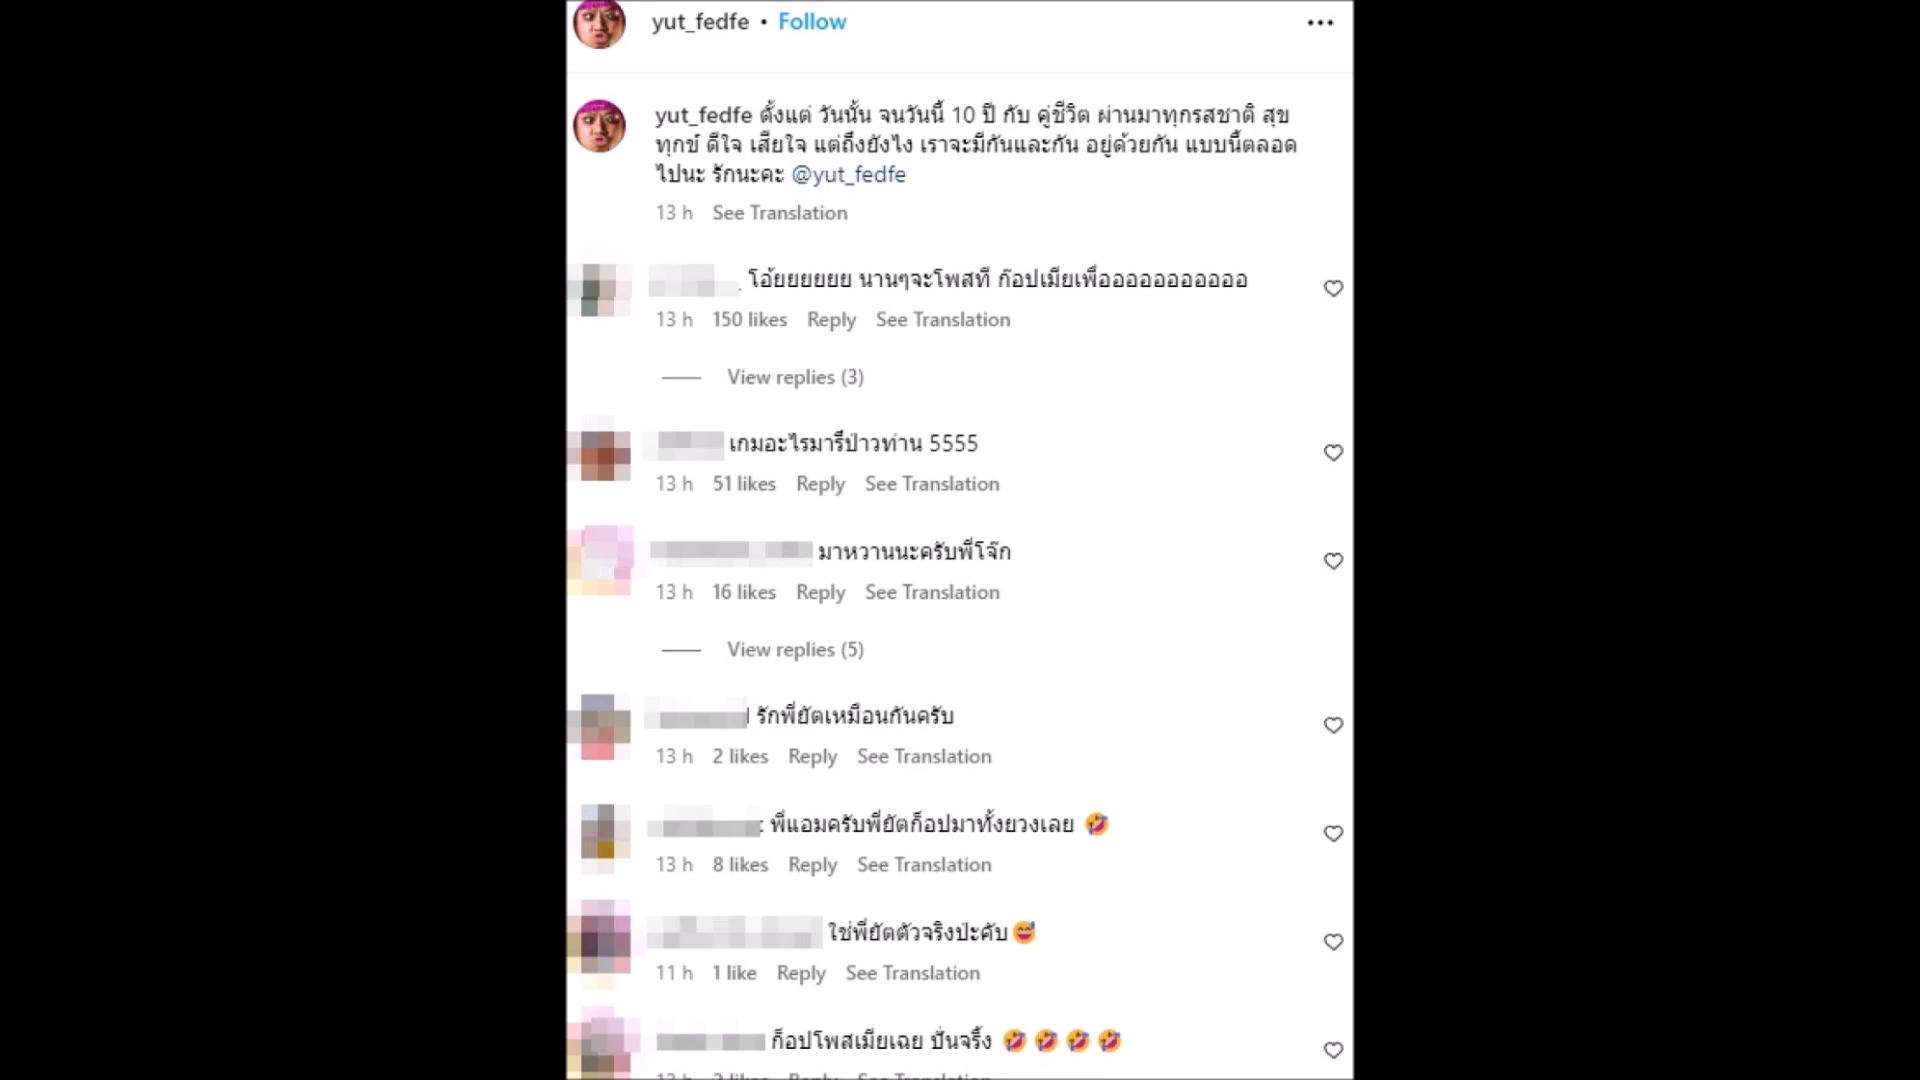 yut_fedfe • Follow
yut_fedfe ตั้งแต่ วันนั้น จนวันนี้ 10 ปี กับ คู่ชีวิต ผ่านมาทุกรสชาติ สุข
ทุกข์ ดีใจ เสียใจ แต่ถึงยังไง เราจะมีกันและกัน อยู่ด้วยกัน แบบนี้ตลอด
ไปนะ รักนะคะ @yut_fedfe
13 h See Translation
โอ้ยยยยยย นานๆจะโพสที ก๊อปเมียเพื่ออออออออออออ
13 h 150 likes Reply See Translation
View replies (3)
เกมอะไรมารึป่าวท่าน 5555
13 h 51 likes Reply See Translation
มาหวานนะครับพี่โจ๊ก
13 h 16 likes Reply See Translation
View replies (5)
รักพี่ยัตเหมือนกันครับ
13 h 2 likes Reply See Translation
พี่แอมครับพี่ยัตก็อปมาทั้งยวงเลย 🤣
13 h 8 likes Reply See Translation
ใช่พี่ยัตตัวจริงป่ะคับ😅
11 h 1 like Reply See Translation
ก็อปโพสเมียเฉย ปั่นจริ้ง 🤣🤣🤣🤣
13 h 2 likes Reply See Translation